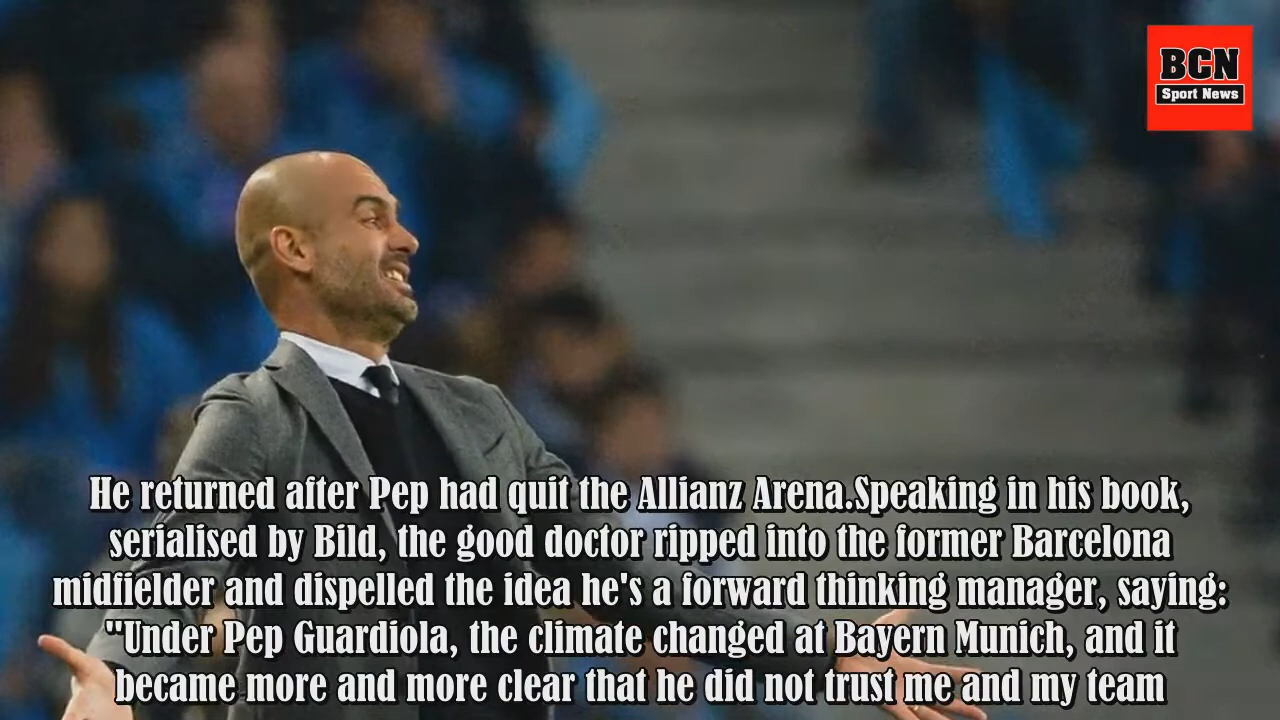 BCN
Sport News
He returned after Pep had quit the Allianz Arena.Speaking in his book,
serialised by Bild, the good doctor ripped into the former Barcelona
midfielder and dispelled the idea he's a forward thinking manager, saying:
"Under Pep Guardiola, the climate changed at Bayern Munich, and it
became more and more clear that he did not trust me and my team